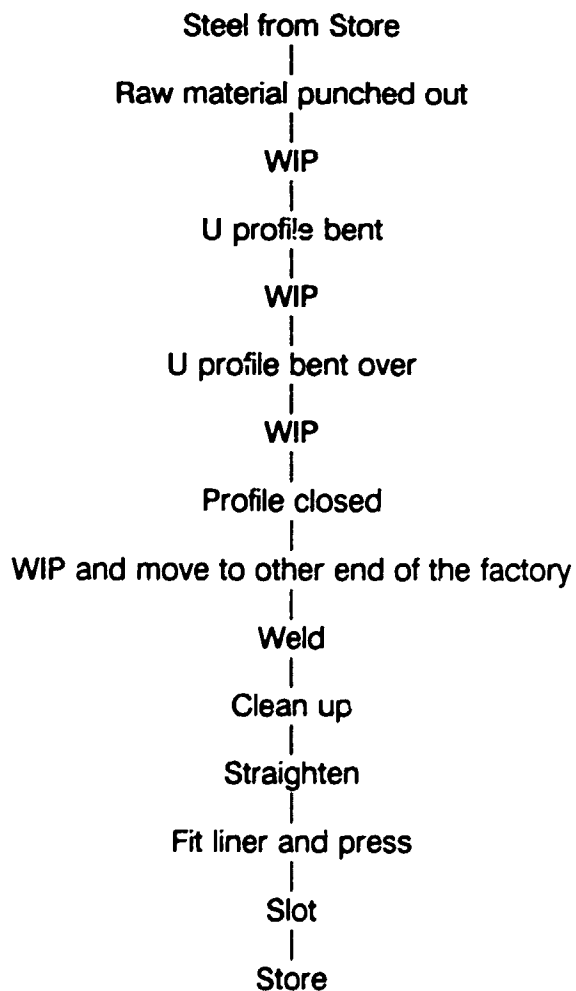 Steel from Store
Raw material punched out
WIP
U profile bent
WIP
U profile bent over
WIP
Profile closed
WIP and move to other end of the factory
Weld
Clean up
Straighten
Fit liner and press
Slot
Store